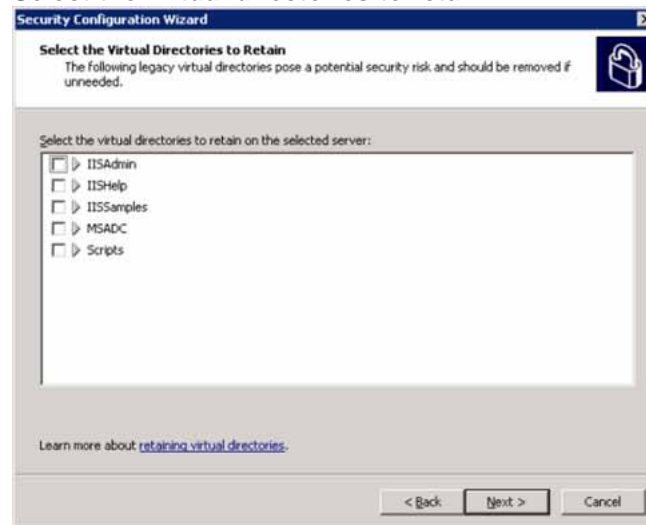 Security Configuration Wizard
Select the Virtual Directories to Retain
The following legacy virtual directories pose a potential security risk and should be removed if
unneeded.
Select the virtual directories to retain on the selected server:
IISAdmin
IISHelp
IISSamples
MSADC
Scripts
Learn more about retaining virtual directories.
< Back Next > Cancel